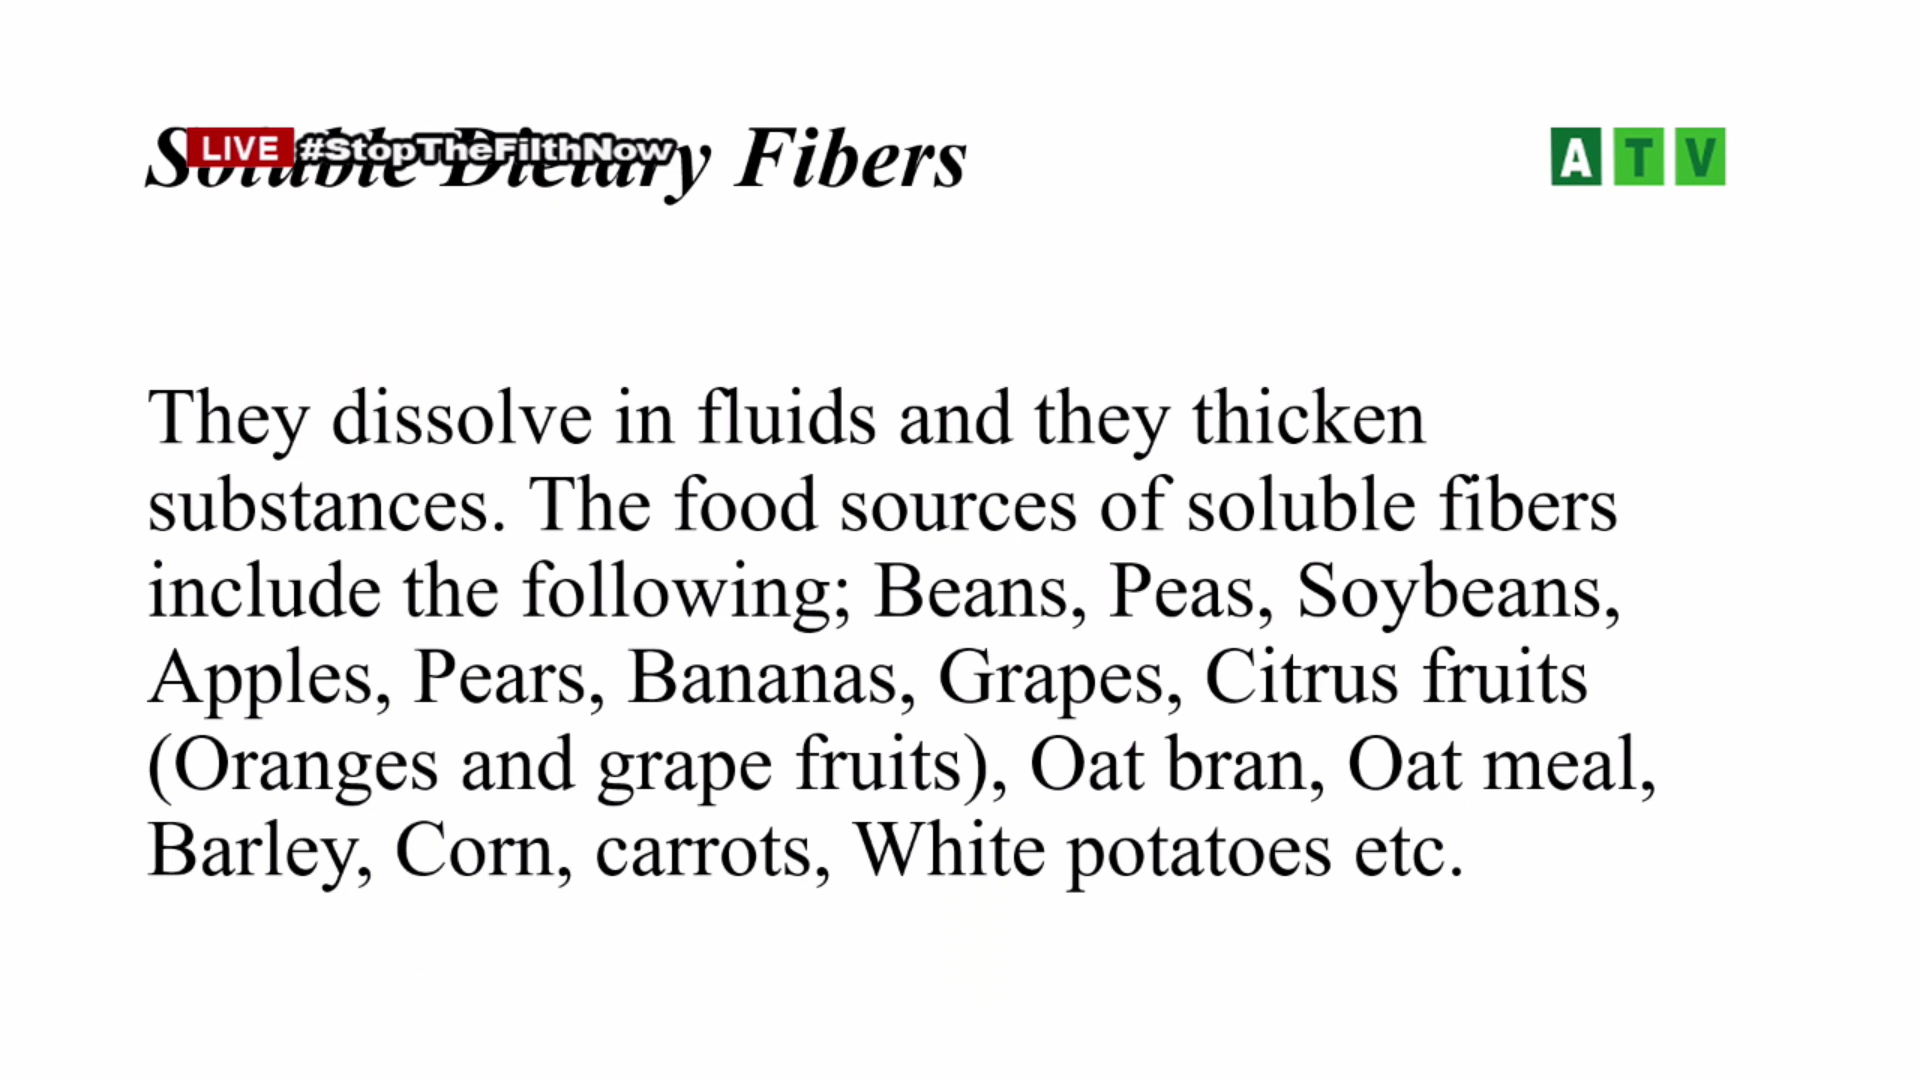 Soluble Dietary Fibers
LIVE #StopTheFilthNow
ATV
They dissolve in fluids and they thicken
substances. The food sources of soluble fibers
include the following; Beans, Peas, Soybeans,
Apples, Pears, Bananas, Grapes, Citrus fruits
(Oranges and grape fruits), Oat bran, Oat meal,
Barley, Corn, carrots, White potatoes etc.